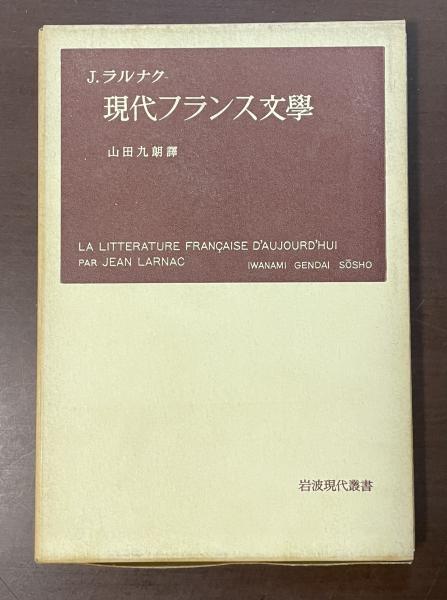 J. ラルナク
現代フランス文學
山田九朗譯
LA LITTERATURE FRANÇAISE D'AUJOURD'HUI
PAR JEAN LARNAC
IWANAMI GENDAI SŌSHO
岩波現代叢書